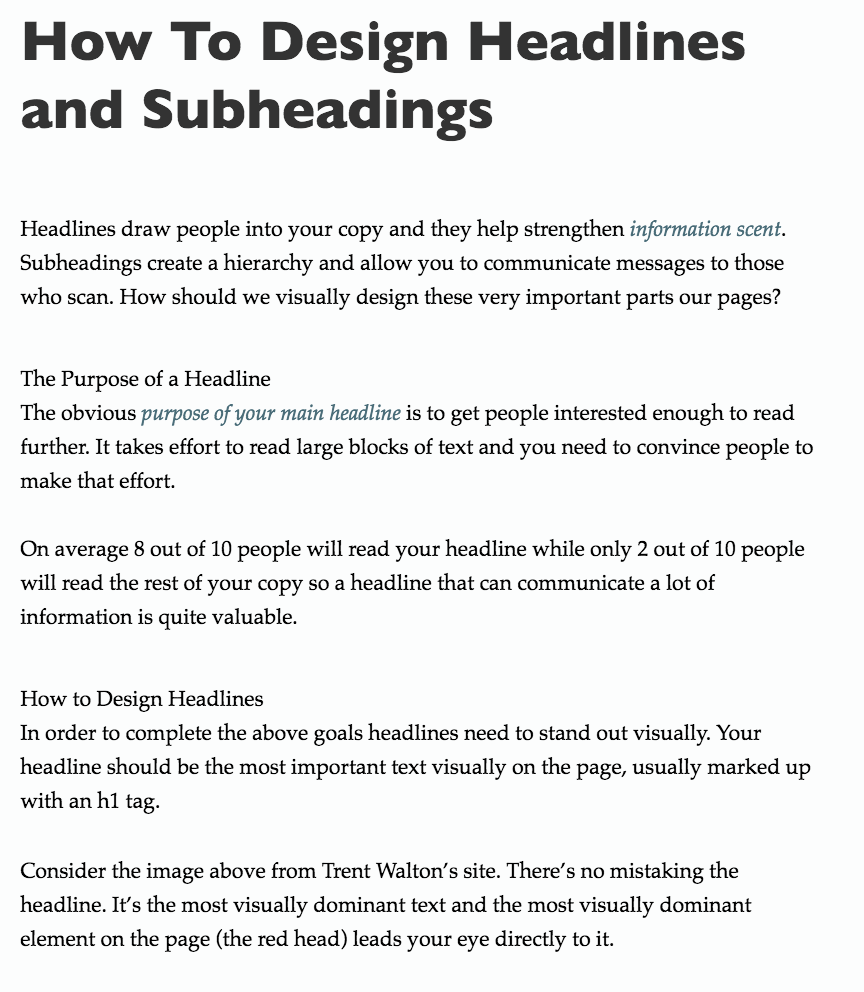 How To Design Headlines
and Subheadings
Headlines draw people into your copy and they help strengthen information scent.
Subheadings create a hierarchy and allow you to communicate messages to those
who scan. How should we visually design these very important parts our pages?
The Purpose of a Headline
The obvious purpose of your main headline is to get people interested enough to read
further. It takes effort to read large blocks of text and you need to convince people to
make that effort.
On average 8 out of 10 people will read your headline while only 2 out of 10 people
will read the rest of your copy so a headline that can communicate a lot of
information is quite valuable.
How to Design Headlines
In order to complete the above goals headlines need to stand out visually. Your
headline should be the most important text visually on the page, usually marked up
with an h1 tag.
Consider the image above from Trent Walton’s site. There’s no mistaking the
headline. It’s the most visually dominant text and the most visually dominant
element on the page (the red head) leads your eye directly to it.